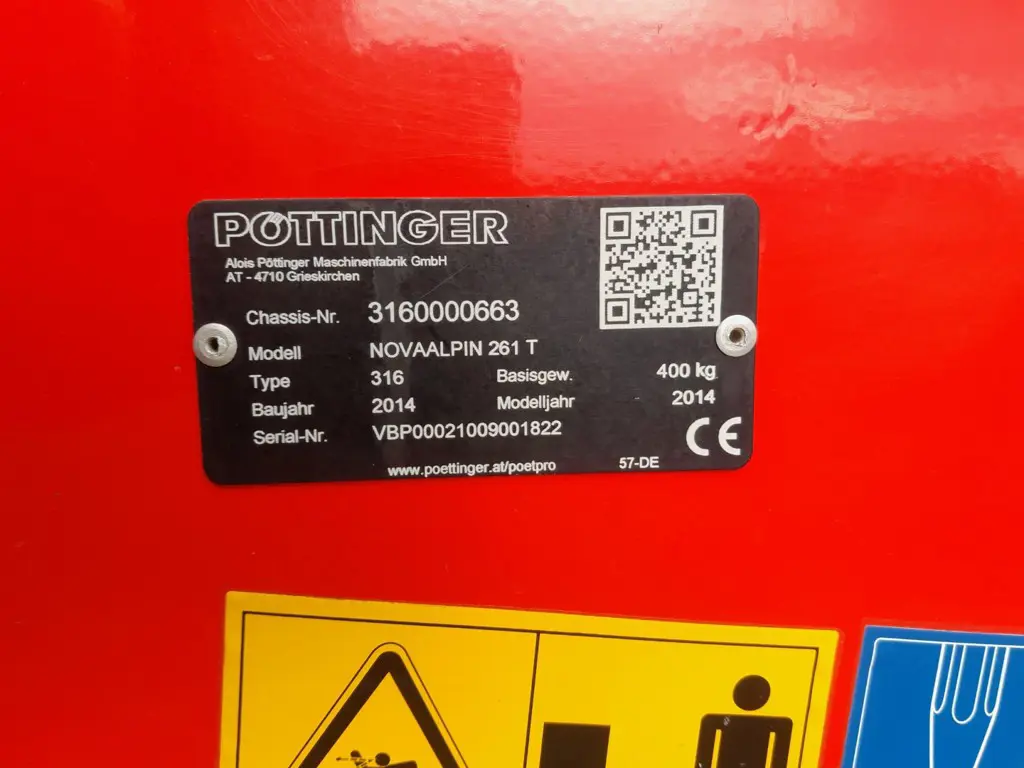 PÖTTINGER
Alois Pöttinger Maschinenfabrik GmbH
AT - 4710 Grieskirchen
Chassis-Nr. 3160000663
Modell NOVAALPIN 261 T
Type 316 Basisgew. 400 kg
Baujahr 2014 Modelljahr 2014
Serial-Nr. VBP00021009001822
CE
www.poettinger.at/poetpro 57-DE